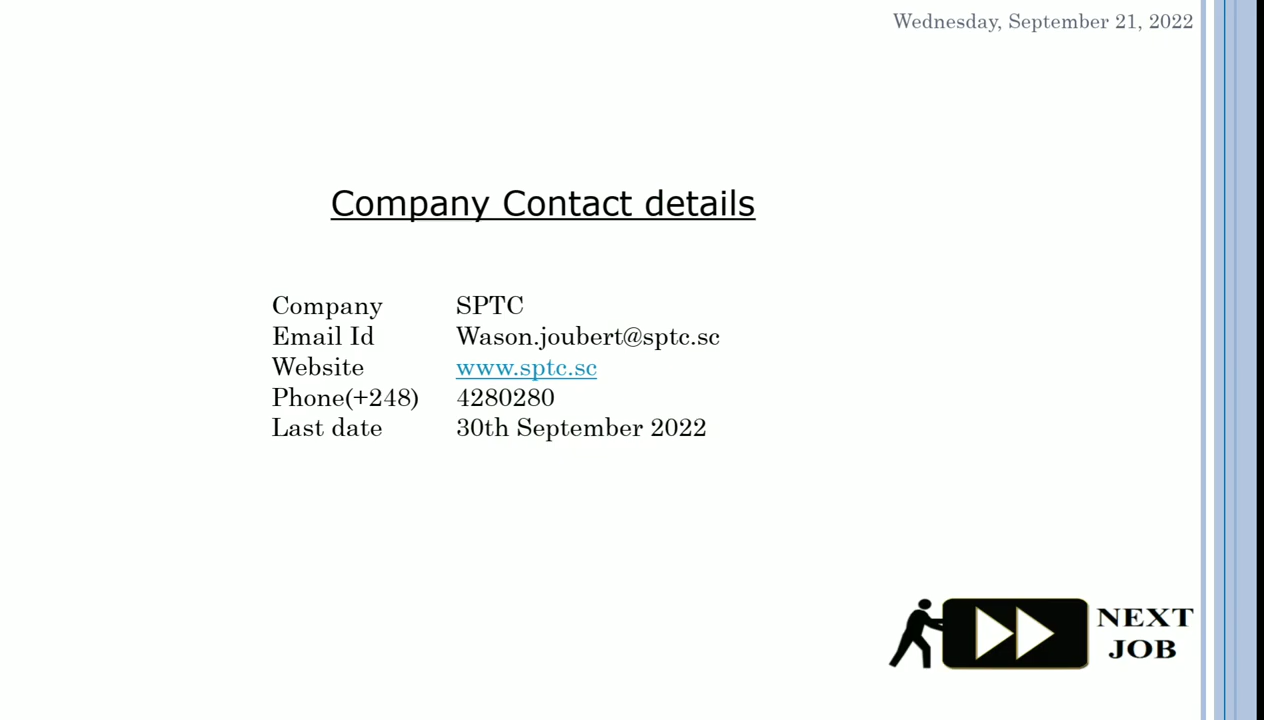 Wednesday, September 21, 2022
Company Contact details
Company SPTC
Email Id Wason.joubert@sptc.sc
Website www.sptc.sc
Phone(+248) 4280280
Last date 30th September 2022
NEXT
JOB